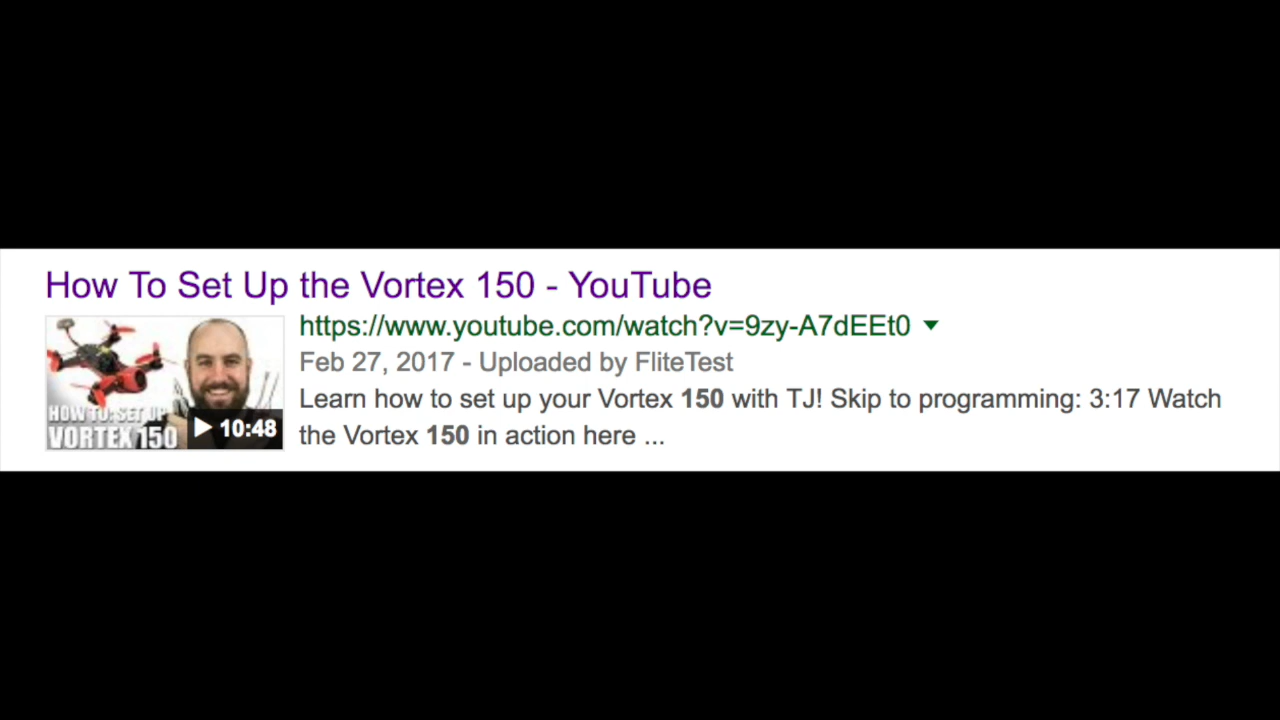 How To Set Up the Vortex 150 - YouTube
https://www.youtube.com/watch?v=9zy-A7dEEt0
Feb 27, 2017 - Uploaded by FliteTest
Learn how to set up your Vortex 150 with TJ! Skip to programming: 3:17 Watch
the Vortex 150 in action here ...
HOW TO: SET UP
VORTEX 150
10:48